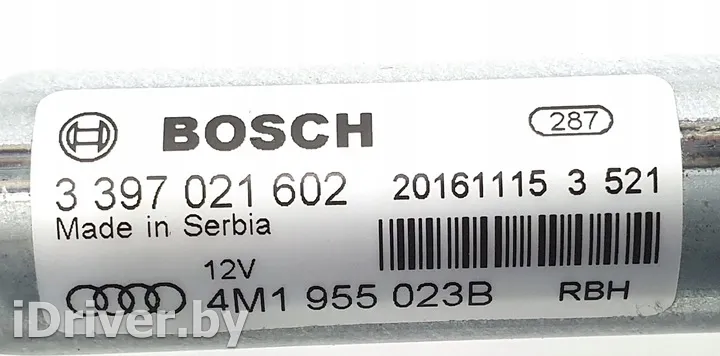 BOSCH
287
3 397 021 602
20161115 3 521
Made in Serbia
12V
4M1 955 023B
RBH
iDriver.by